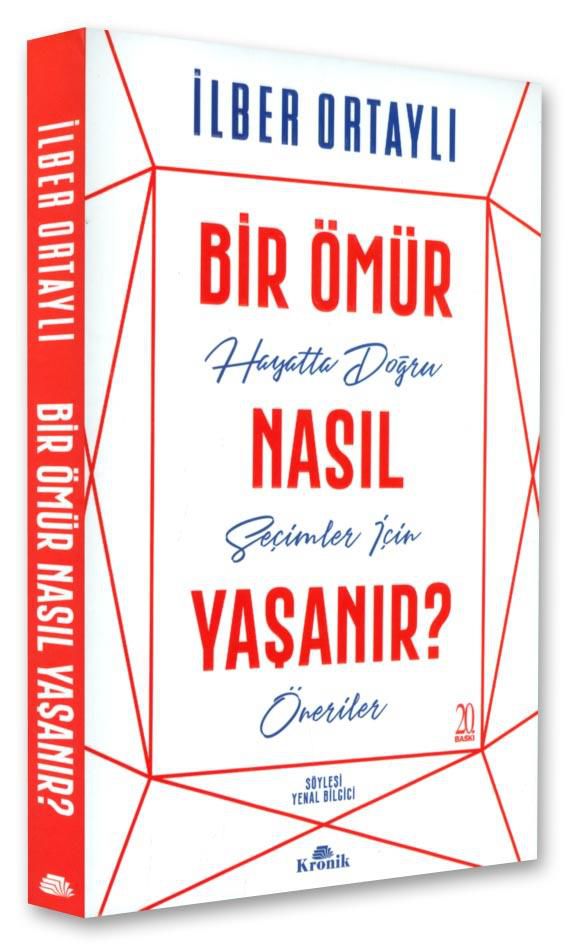 İLBER ORTAYLI
BİR ÖMÜR
Hayatta Doğru
NASIL
Seçimler İçin
YAŞANIR?
Öneriler
20.
BASKI
SÖYLEŞİ
YENAL BİLGİCİ
Kronik
İLBER ORTAYLI BİR ÖMÜR NASIL YAŞANIR?